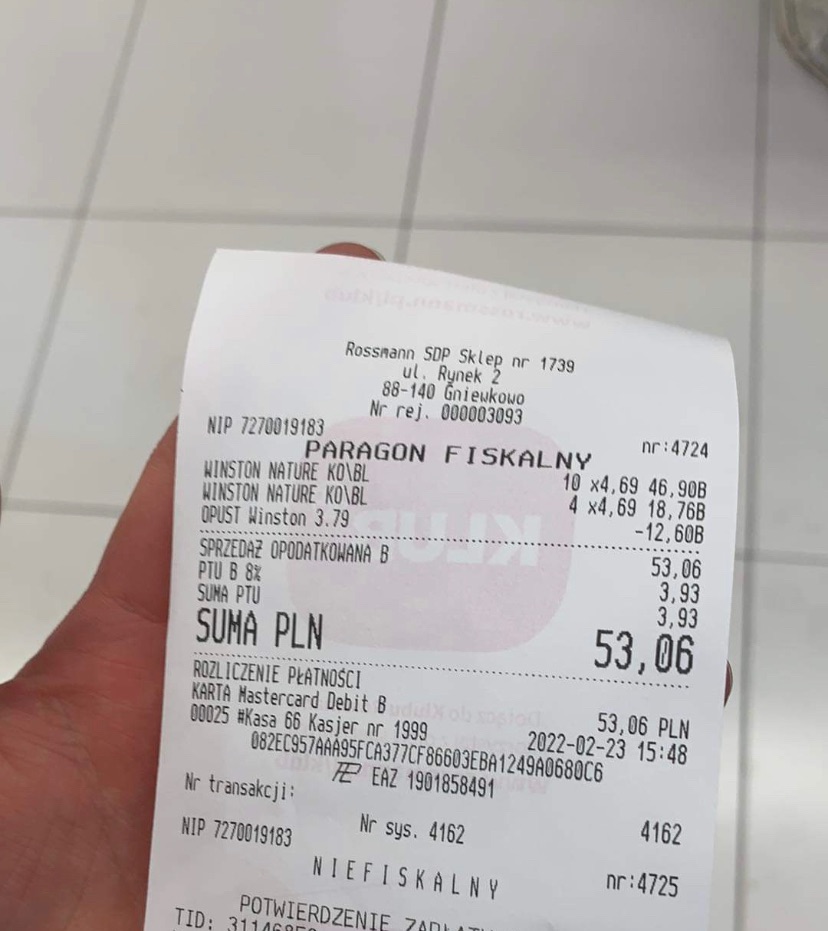 www.rossmann.pl/klub
Rossmann SDP Sklep nr 1739
ul. Rynek 2
88-140 Gniewkowo
Nr rej. 000003093
NIP 7270019183 nr:4724
PARAGON FISKALNY
WINSTON NATURE KO\BL 10 x4,69 46,90B
WINSTON NATURE KO\BL 4 x4,69 18,76B
OPUST Winston 3.79 -12,60B
SPRZEDAŻ OPODATKOWANA B 53,06
PTU B 8% 3,93
SUMA PTU 3,93
SUMA PLN 53,06
ROZLICZENIE PŁATNOŚCI
KARTA Mastercard Debit B 53,06 PLN
00025 #Kasa 66 Kasjer nr 1999 2022-02-23 15:48
082EC957AAA95FCA377CF86603EBA1249A0680C6
EAZ 1901858491
Nr transakcji: 4162
Nr sys. 4162
NIP 7270019183 nr:4725
NIEFISKALNY
POTWIERDZENIE
TID:
KLUB